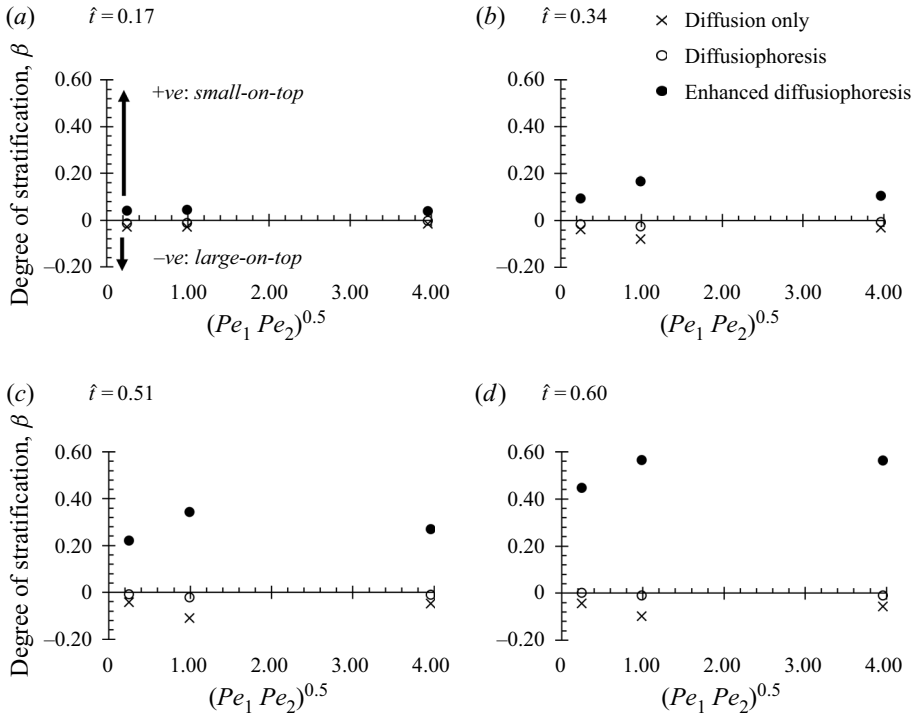 (a) t̂ = 0.17
Degree of stratification, β
0.60
0.40
0.20
0
–0.20
+ve: small-on-top
–ve: large-on-top
0 1.00 2.00 3.00 4.00
(Pe1 Pe2)^0.5
(b) t̂ = 0.34
Diffusion only
Diffusiophoresis
Enhanced diffusiophoresis
0.60
0.40
0.20
0
–0.20
0 1.00 2.00 3.00 4.00
(Pe1 Pe2)^0.5
(c) t̂ = 0.51
Degree of stratification, β
0.60
0.40
0.20
0
–0.20
0 1.00 2.00 3.00 4.00
(Pe1 Pe2)^0.5
(d) t̂ = 0.60
0.60
0.40
0.20
0
–0.20
0 1.00 2.00 3.00 4.00
(Pe1 Pe2)^0.5